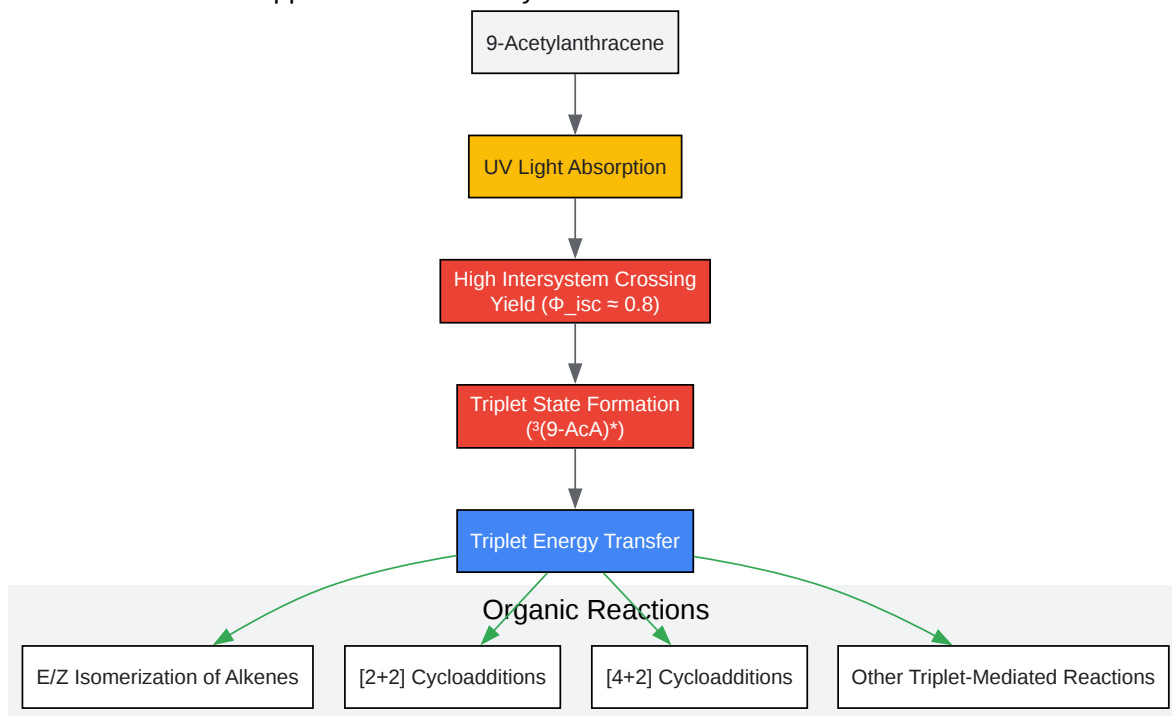 9-Acetylanthracene
UV Light Absorption
High Intersystem Crossing
Yield (Φ_isc ≈ 0.8)
Triplet State Formation
(³(9-AcA)*)
Triplet Energy Transfer
Organic Reactions
E/Z Isomerization of Alkenes
[2+2] Cycloadditions
[4+2] Cycloadditions
Other Triplet-Mediated Reactions